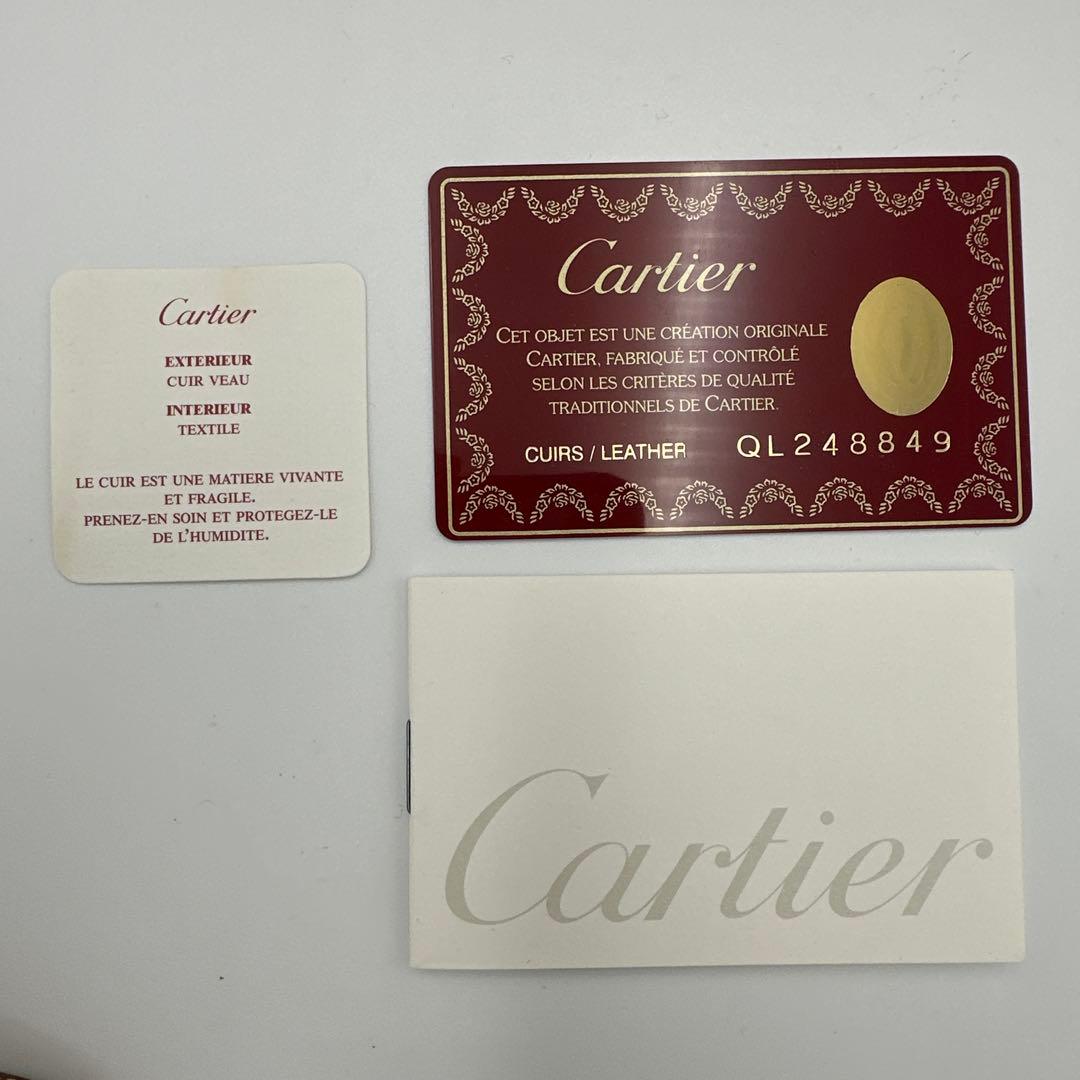 Cartier
EXTERIEUR
CUIR VEAU
INTERIEUR
TEXTILE
LE CUIR EST UNE MATIERE VIVANTE
ET FRAGILE.
PRENEZ-EN SOIN ET PROTEGEZ-LE
DE L'HUMIDITE.
Cartier
CET OBJET EST UNE CRÉATION ORIGINALE
CARTIER, FABRIQUÉ ET CONTRÔLÉ
SELON LES CRITÈRES DE QUALITÉ
TRADITIONNELS DE CARTIER.
CUIRS / LEATHER QL248849
Cartier